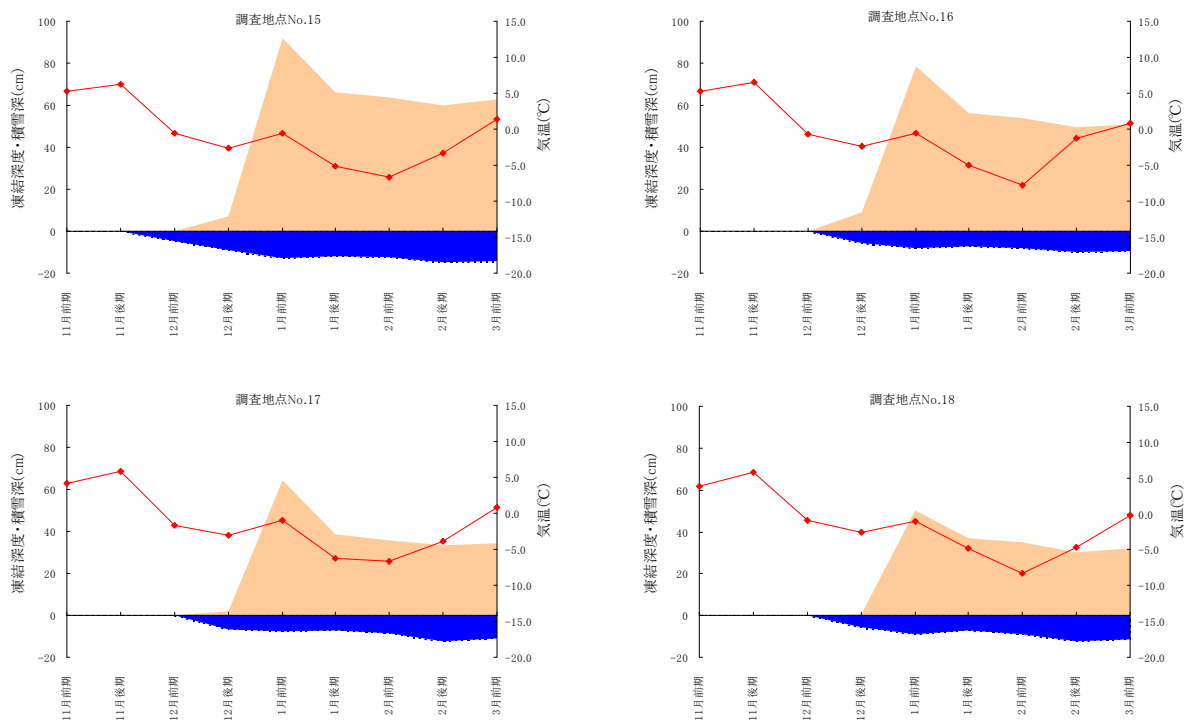 調査地点No.15
凍結深度・積雪深(cm)
100
80
60
40
20
0
-20
15.0
10.0
5.0
0.0
-5.0
-10.0
-15.0
-20.0
気温(℃)
11月前期
11月後期
12月前期
12月後期
1月前期
1月後期
2月前期
2月後期
3月前期
調査地点No.16
凍結深度・積雪深(cm)
100
80
60
40
20
0
-20
15.0
10.0
5.0
0.0
-5.0
-10.0
-15.0
-20.0
気温(℃)
11月前期
11月後期
12月前期
12月後期
1月前期
1月後期
2月前期
2月後期
3月前期
調査地点No.17
凍結深度・積雪深(cm)
100
80
60
40
20
0
-20
15.0
10.0
5.0
0.0
-5.0
-10.0
-15.0
-20.0
気温(℃)
11月前期
11月後期
12月前期
12月後期
1月前期
1月後期
2月前期
2月後期
3月前期
調査地点No.18
凍結深度・積雪深(cm)
100
80
60
40
20
0
-20
15.0
10.0
5.0
0.0
-5.0
-10.0
-15.0
-20.0
気温(℃)
11月前期
11月後期
12月前期
12月後期
1月前期
1月後期
2月前期
2月後期
3月前期